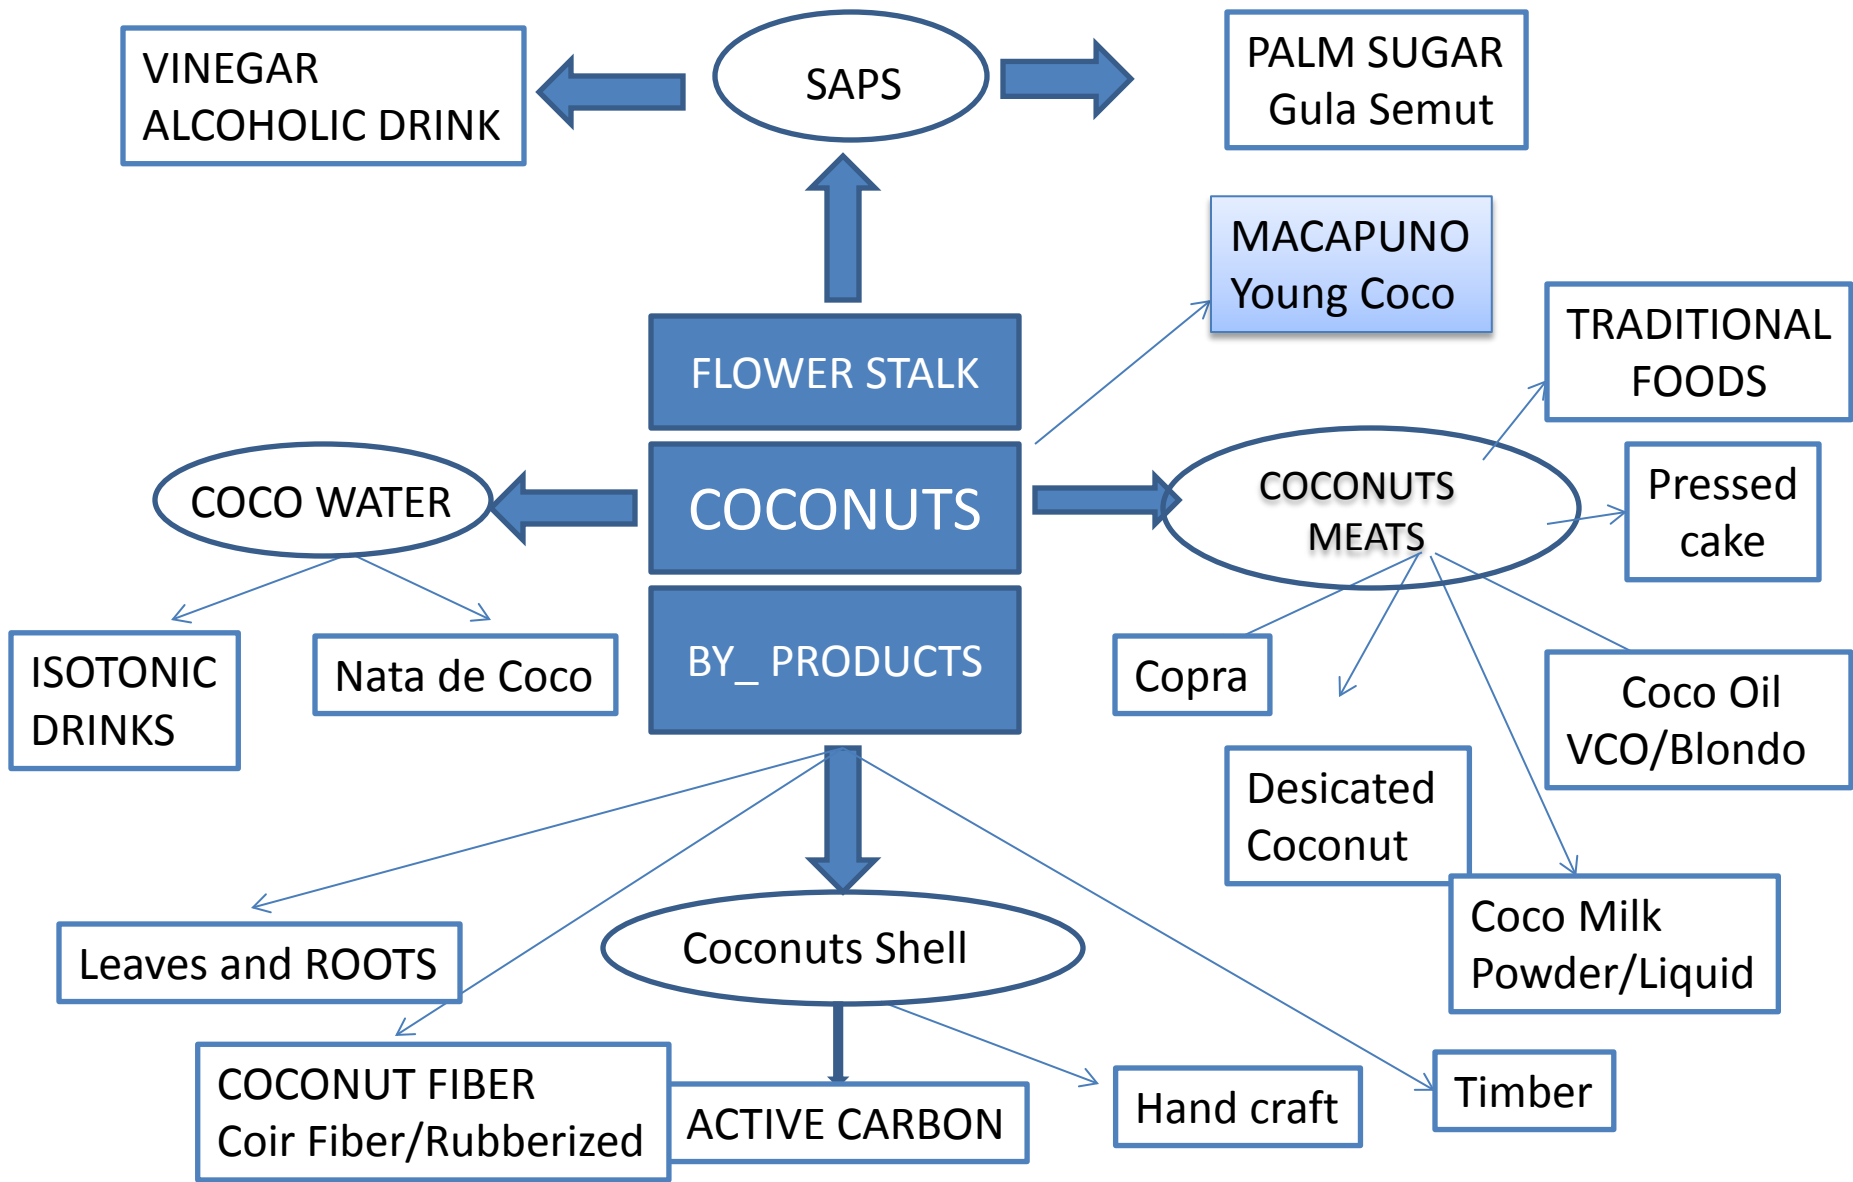 VINEGAR
ALCOHOLIC DRINK
SAPS
PALM SUGAR
Gula Semut
MACAPUNO
Young Coco
TRADITIONAL
FOODS
FLOWER STALK
COCO WATER
COCONUTS
COCONUTS
MEATS
Pressed
cake
ISOTONIC
DRINKS
Nata de Coco
BY_ PRODUCTS
Copra
Coco Oil
VCO/Blondo
Desicated
Coconut
Coco Milk
Powder/Liquid
Leaves and ROOTS
Coconuts Shell
COCONUT FIBER
Coir Fiber/Rubberized
ACTIVE CARBON
Hand craft
Timber